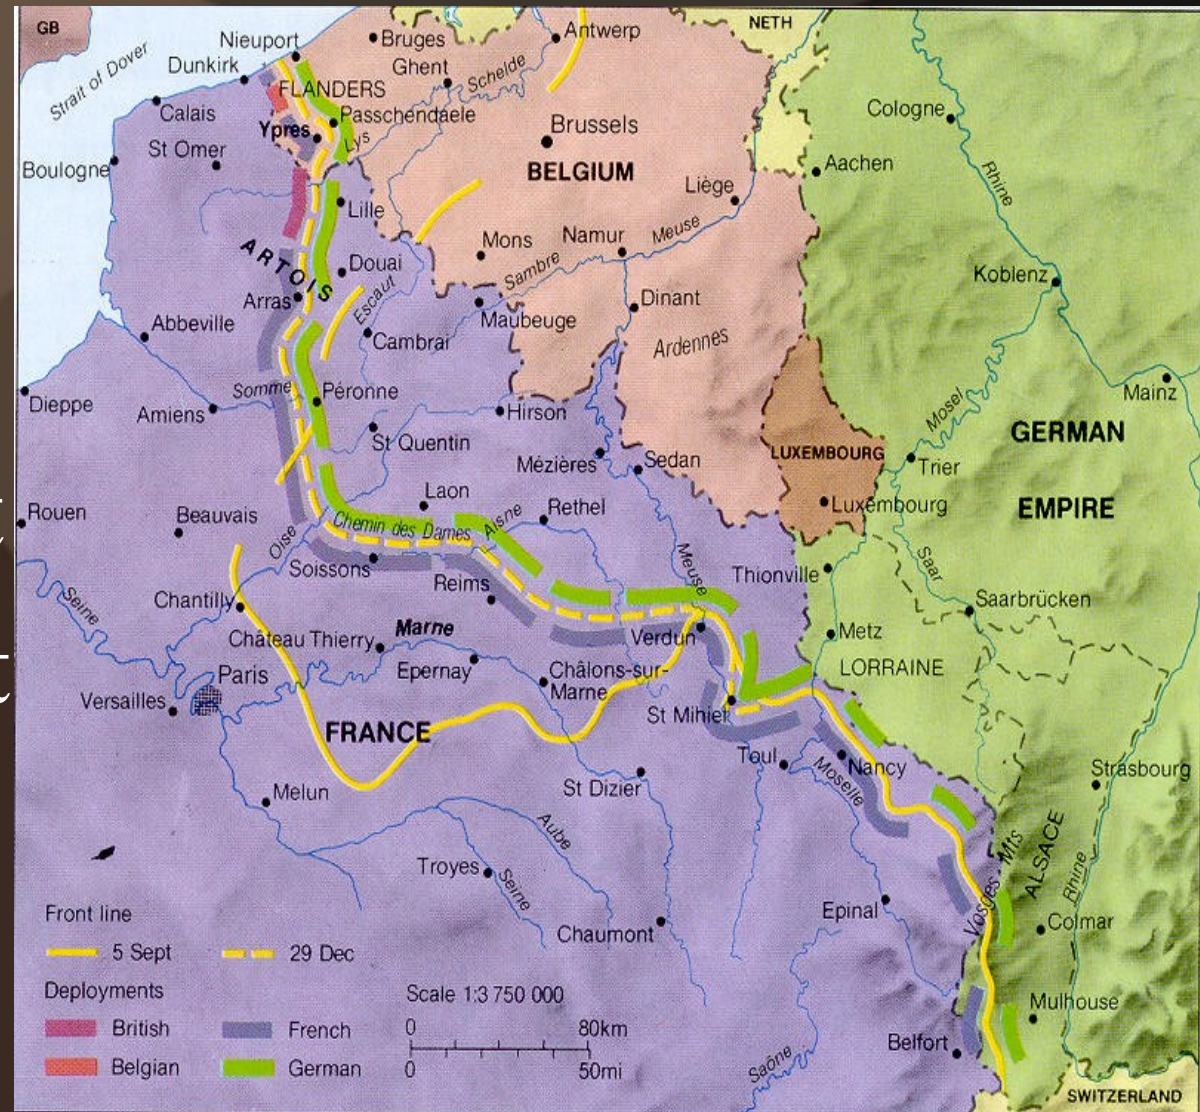 GB
NETH
Nieuport
Bruges
Antwerp
Dunkirk
Ghent
Schelde
Strait of Dover
FLANDERS
Calais
Passchendaele
Cologne
Ypres
Lys
Brussels
St Omer
Boulogne
BELGIUM
Aachen
Rhine
Liège
Lille
Meuse
Namur
Mons
ARTOIS
Douai
Sambre
Koblenz
Arras
Escaut
Dinant
Abbeville
Maubeuge
Cambrai
Ardennes
Somme
Péronne
Mainz
Dieppe
Amiens
Hirson
Mosel
St Quentin
GERMAN
LUXEMBOURG
Mézières
Sedan
Trier
Laon
Rouen
Beauvais
Rethel
Luxembourg
EMPIRE
Chemin des Dames
Aisne
Oise
Soissons
Meuse
Saar
Reims
Thionville
Seine
Chantilly
Saarbrücken
Château Thierry
Marne
Verdun
Metz
Epernay
Châlons-sur-
Marne
LORRAINE
Paris
Versailles
St Mihiel
FRANCE
Toul
Nancy
Moselle
Strasbourg
Melun
St Dizier
Aube
Vosges Mts
ALSACE
Troyes
Seine
Rhine
Front line
Epinal
Colmar
Chaumont
5 Sept
29 Dec
Deployments
Scale 1:3 750 000
Mulhouse
British
French
0
80km
Belfort
Belgian
German
0
50mi
Saône
SWITZERLAND